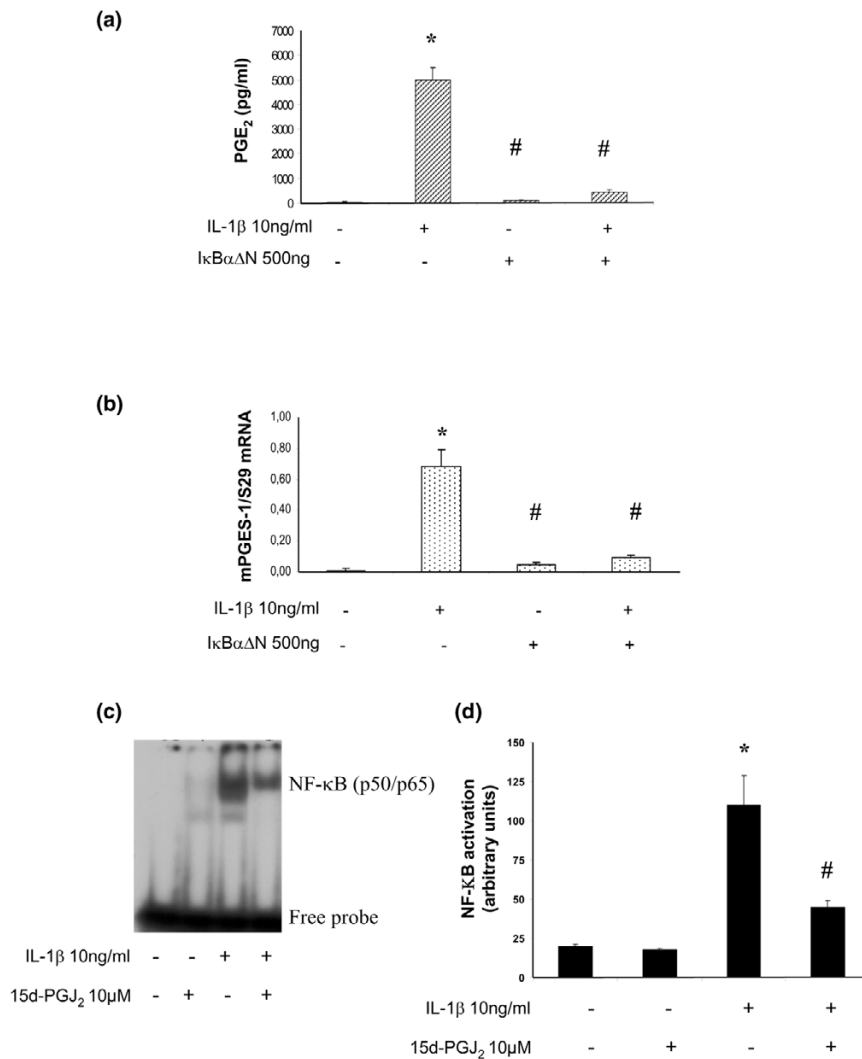 (a)
7000
6000
5000
4000
3000
2000
1000
0
PGE2 (pg/ml)
*
#
#
IL-1β 10ng/ml - + - +
IκBαΔN 500ng - - + +
(b)
1,00
0,80
0,60
0,40
0,20
0,00
mPGES-1/S29 mRNA
*
#
#
IL-1β 10ng/ml - + - +
IκBαΔN 500ng - - + +
(c)
NF-κB (p50/p65)
Free probe
IL-1β 10ng/ml - - + +
15d-PGJ2 10µM - + - +
(d)
150
125
100
75
50
25
0
NF-KB activation
(arbitrary units)
*
#
IL-1β 10ng/ml - - + +
15d-PGJ2 10µM - + - +